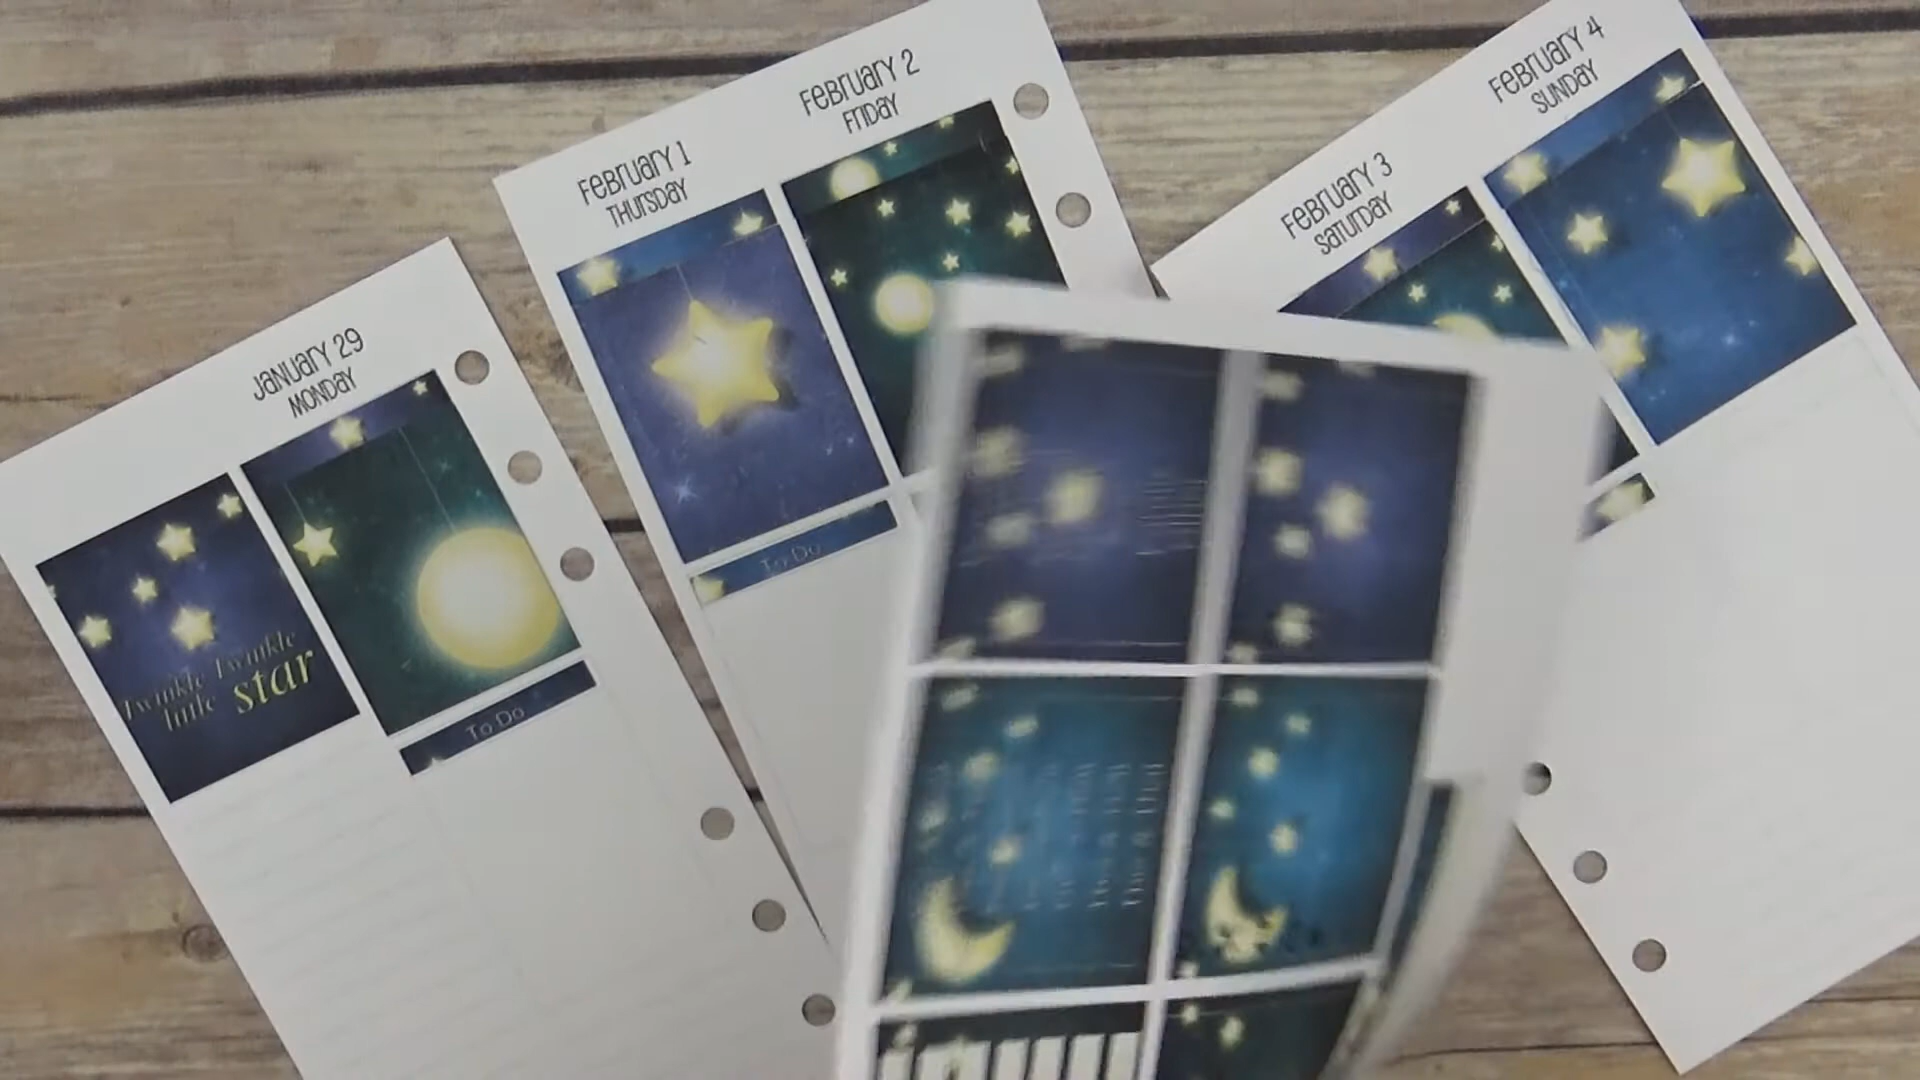 January 29
Monday
Twinkle Twinkle
little star
To Do
February 1
Thursday
To Do
February 2
Friday
February 3
Saturday
February 4
Sunday